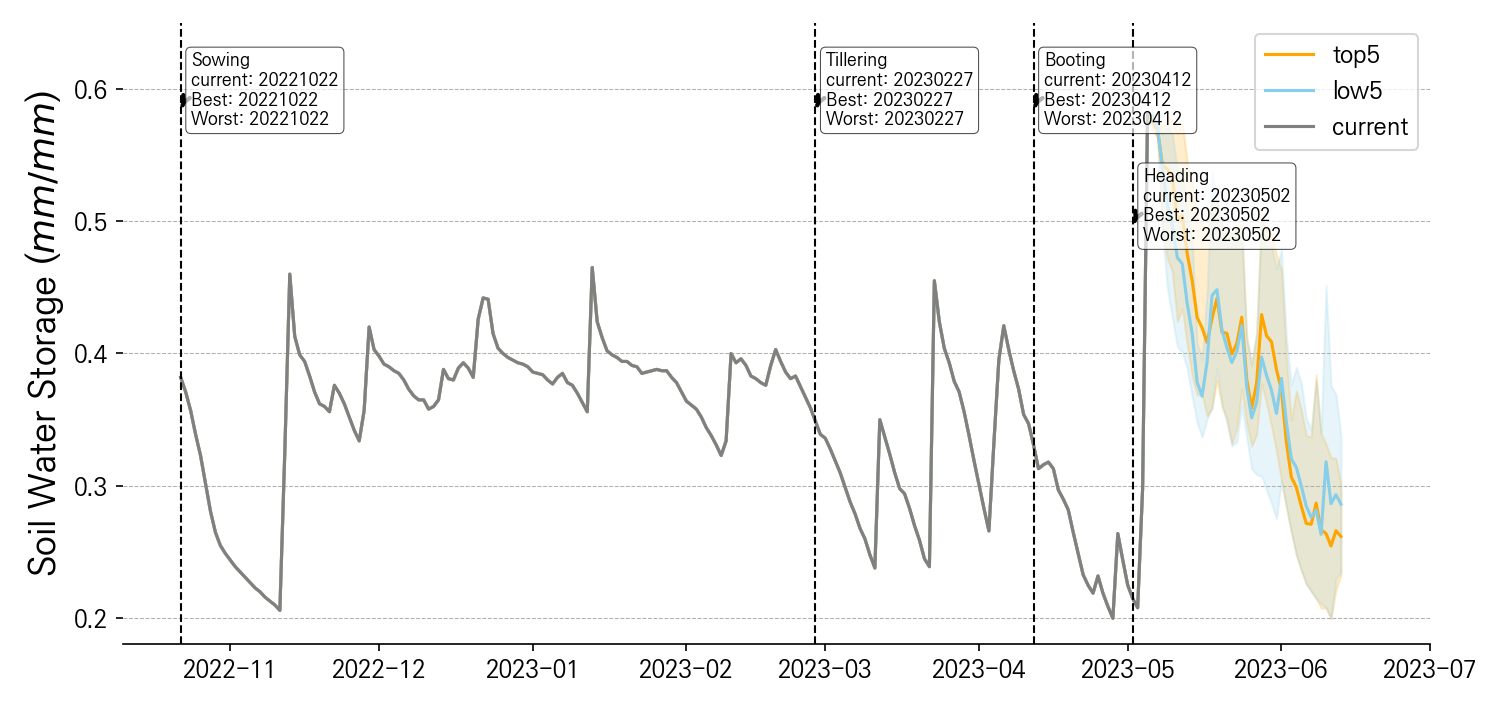 Sowing
current: 20221022
Best: 20221022
Worst: 20221022
Tillering
current: 20230227
Best: 20230227
Worst: 20230227
Booting
current: 20230412
Best: 20230412
Worst: 20230412
Heading
current: 20230502
Best: 20230502
Worst: 20230502
top5
low5
current
Soil Water Storage (mm/mm)
0.6
0.5
0.4
0.3
0.2
2022−11
2022−12
2023−01
2023−02
2023−03
2023−04
2023−05
2023−06
2023−07